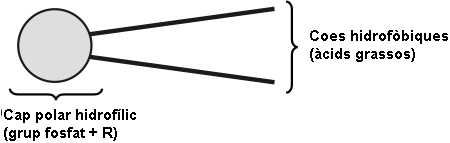 Coes hidrofòbiques
(àcids grassos)
Cap polar hidrofílic
(grup fosfat + R)